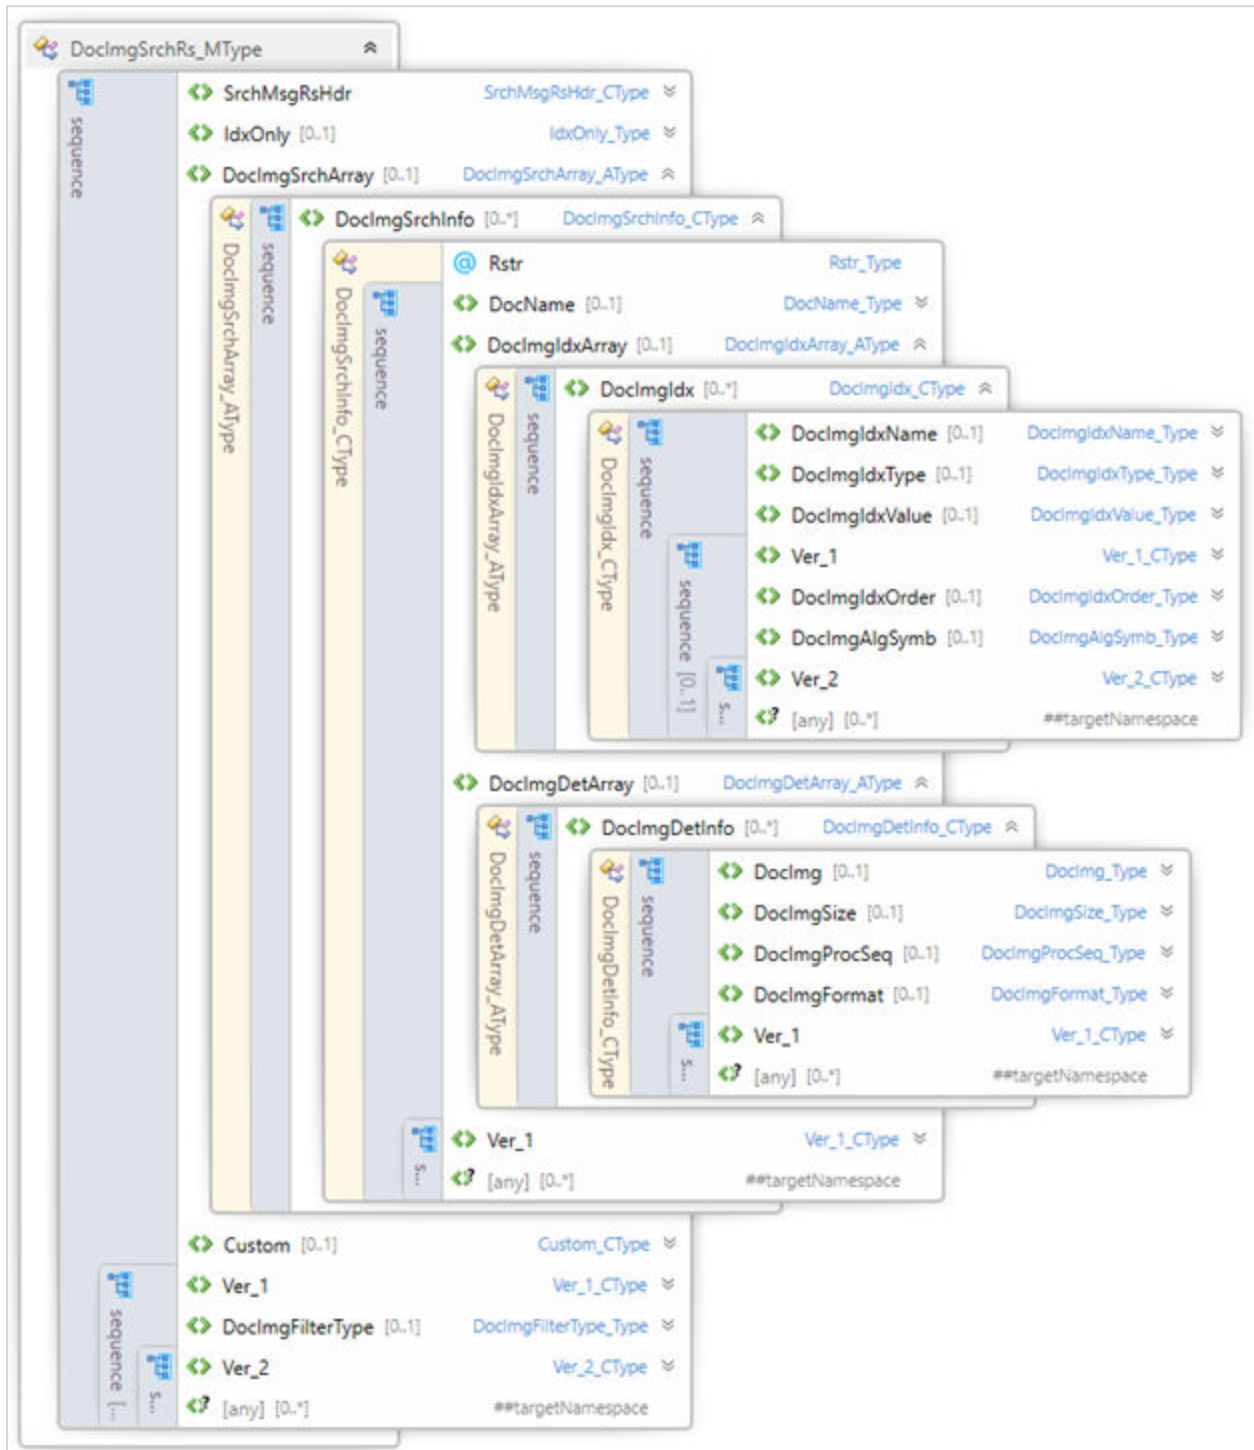 DocImgSrchRs_MType
sequence
SrchMsgRsHdr SrchMsgRsHdr_CType
IdxOnly [0..1] IdxOnly_Type
DocImgSrchArray [0..1] DocImgSrchArray_AType
DocImgSrchArray_AType
sequence
DocImgSrchInfo [0..*] DocImgSrchInfo_CType
DocImgSrchInfo_CType
sequence
Rstr Rstr_Type
DocName [0..1] DocName_Type
DocImgIdxArray [0..1] DocImgIdxArray_AType
DocImgIdxArray_AType
sequence
DocImgIdx [0..*] DocImgIdx_CType
DocImgIdx_CType
sequence
DocImgIdxName [0..1] DocImgIdxName_Type
DocImgIdxType [0..1] DocImgIdxType_Type
DocImgIdxValue [0..1] DocImgIdxValue_Type
sequence [0..1]
Ver_1 Ver_1_CType
DocImgIdxOrder [0..1] DocImgIdxOrder_Type
DocImgAlgSymb [0..1] DocImgAlgSymb_Type
s...
Ver_2 Ver_2_CType
[any] [0..*] ##targetNamespace
DocImgDetArray [0..1] DocImgDetArray_AType
DocImgDetArray_AType
sequence
DocImgDetInfo [0..*] DocImgDetInfo_CType
DocImgDetInfo_CType
sequence
DocImg [0..1] DocImg_Type
DocImgSize [0..1] DocImgSize_Type
DocImgProcSeq [0..1] DocImgProcSeq_Type
DocImgFormat [0..1] DocImgFormat_Type
s...
Ver_1 Ver_1_CType
[any] [0..*] ##targetNamespace
s...
Ver_1 Ver_1_CType
[any] [0..*] ##targetNamespace
Custom [0..1] Custom_CType
sequence [...
Ver_1 Ver_1_CType
DocImgFilterType [0..1] DocImgFilterType_Type
s...
Ver_2 Ver_2_CType
[any] [0..*] ##targetNamespace